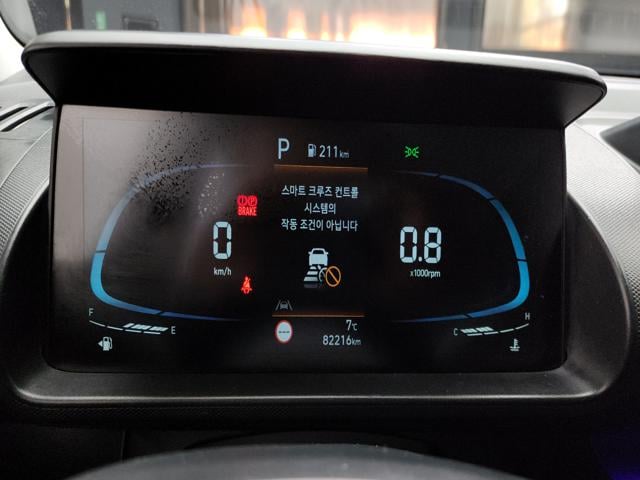 P 211km
스마트 크루즈 컨트롤
시스템의
작동 조건이 아닙니다
BRAKE
0
km/h
0.8
x1000rpm
F
E
C
H
7℃
82216km